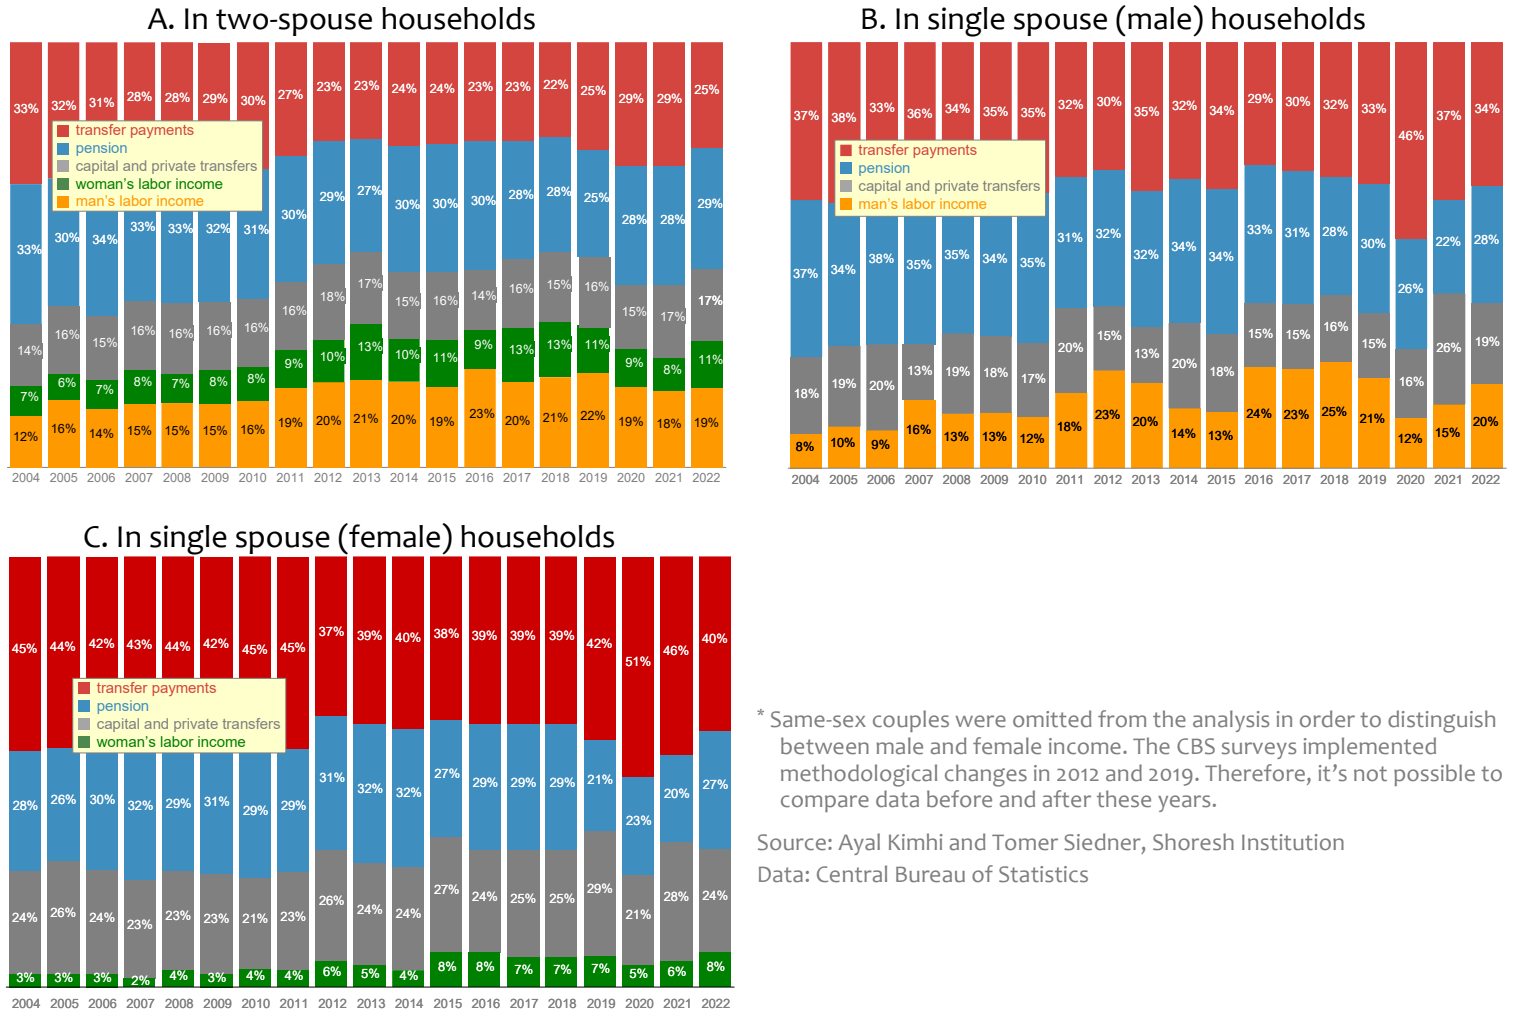 A. In two-spouse households
33% 32% 31% 28% 28% 29% 30% 27% 23% 23% 24% 24% 23% 23% 22% 25% 29% 29% 25%
transfer payments
pension
capital and private transfers
woman's labor income
man's labor income
33% 30% 34% 33% 33% 32% 31% 30% 29% 27% 30% 30% 30% 28% 28% 25% 28% 28% 29%
14% 16% 15% 16% 16% 16% 16% 16% 18% 17% 15% 16% 14% 16% 15% 16% 15% 17% 17%
7% 6% 7% 8% 7% 8% 8% 9% 10% 13% 10% 11% 9% 13% 13% 11% 9% 8% 11%
12% 16% 14% 15% 15% 15% 16% 19% 20% 21% 20% 19% 23% 20% 21% 22% 19% 18% 19%
2004 2005 2006 2007 2008 2009 2010 2011 2012 2013 2014 2015 2016 2017 2018 2019 2020 2021 2022
B. In single spouse (male) households
37% 38% 33% 36% 34% 35% 35% 32% 30% 35% 32% 34% 29% 30% 32% 33% 46% 37% 34%
transfer payments
pension
capital and private transfers
man's labor income
37% 34% 38% 35% 35% 34% 35% 31% 32% 32% 34% 34% 33% 31% 28% 30% 26% 22% 28%
18% 19% 20% 13% 19% 18% 17% 20% 15% 13% 20% 18% 15% 15% 16% 15% 16% 26% 19%
8% 10% 9% 16% 13% 13% 12% 18% 23% 20% 14% 13% 24% 23% 25% 21% 12% 15% 20%
2004 2005 2006 2007 2008 2009 2010 2011 2012 2013 2014 2015 2016 2017 2018 2019 2020 2021 2022
C. In single spouse (female) households
45% 44% 42% 43% 44% 42% 45% 45% 37% 39% 40% 38% 39% 39% 39% 42% 51% 46% 40%
transfer payments
pension
capital and private transfers
woman's labor income
28% 26% 30% 32% 29% 31% 29% 29% 31% 32% 32% 27% 29% 29% 29% 21% 23% 20% 27%
24% 26% 24% 23% 23% 23% 21% 23% 26% 24% 24% 27% 24% 25% 25% 29% 21% 28% 24%
3% 3% 3% 2% 4% 3% 4% 4% 6% 5% 4% 8% 8% 7% 7% 7% 5% 6% 8%
2004 2005 2006 2007 2008 2009 2010 2011 2012 2013 2014 2015 2016 2017 2018 2019 2020 2021 2022
* Same-sex couples were omitted from the analysis in order to distinguish
between male and female income. The CBS surveys implemented
methodological changes in 2012 and 2019. Therefore, it's not possible to
compare data before and after these years.
Source: Ayal Kimhi and Tomer Siedner, Shoresh Institution
Data: Central Bureau of Statistics